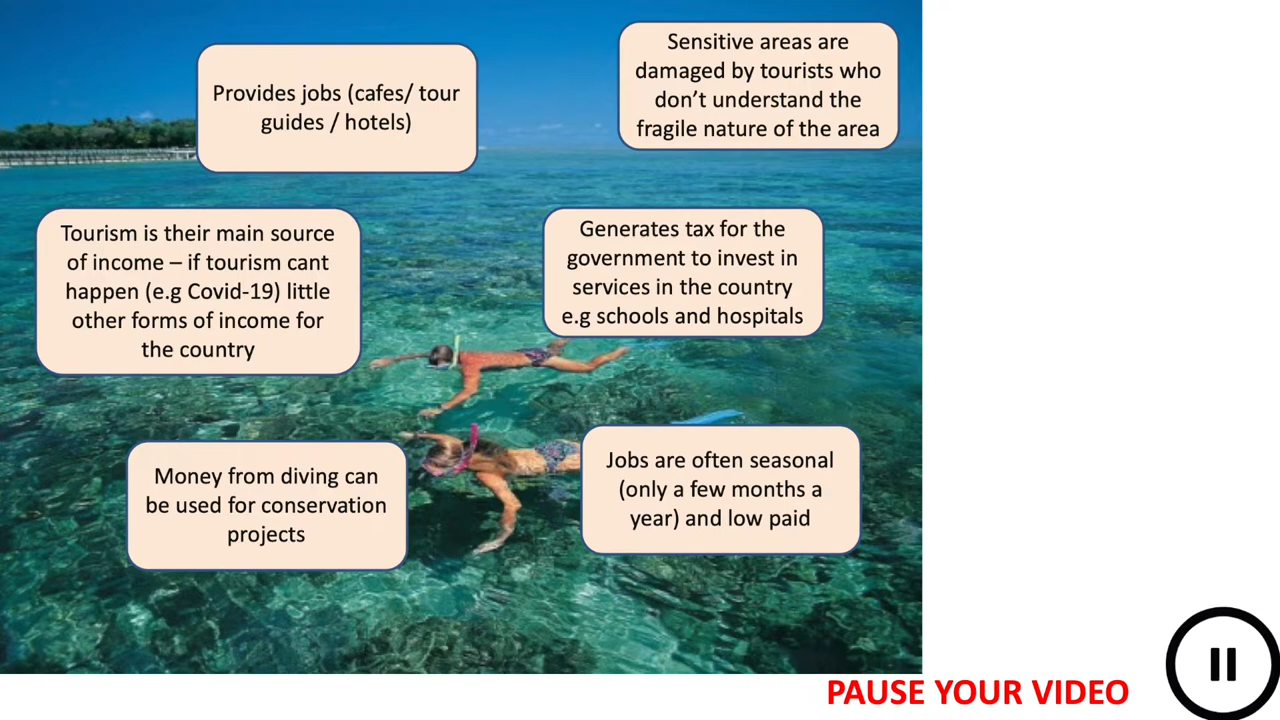 Provides jobs (cafes/ tour
guides / hotels)
Sensitive areas are
damaged by tourists who
don’t understand the
fragile nature of the area
Tourism is their main source
of income – if tourism cant
happen (e.g Covid-19) little
other forms of income for
the country
Generates tax for the
government to invest in
services in the country
e.g schools and hospitals
Money from diving can
be used for conservation
projects
Jobs are often seasonal
(only a few months a
year) and low paid
PAUSE YOUR VIDEO